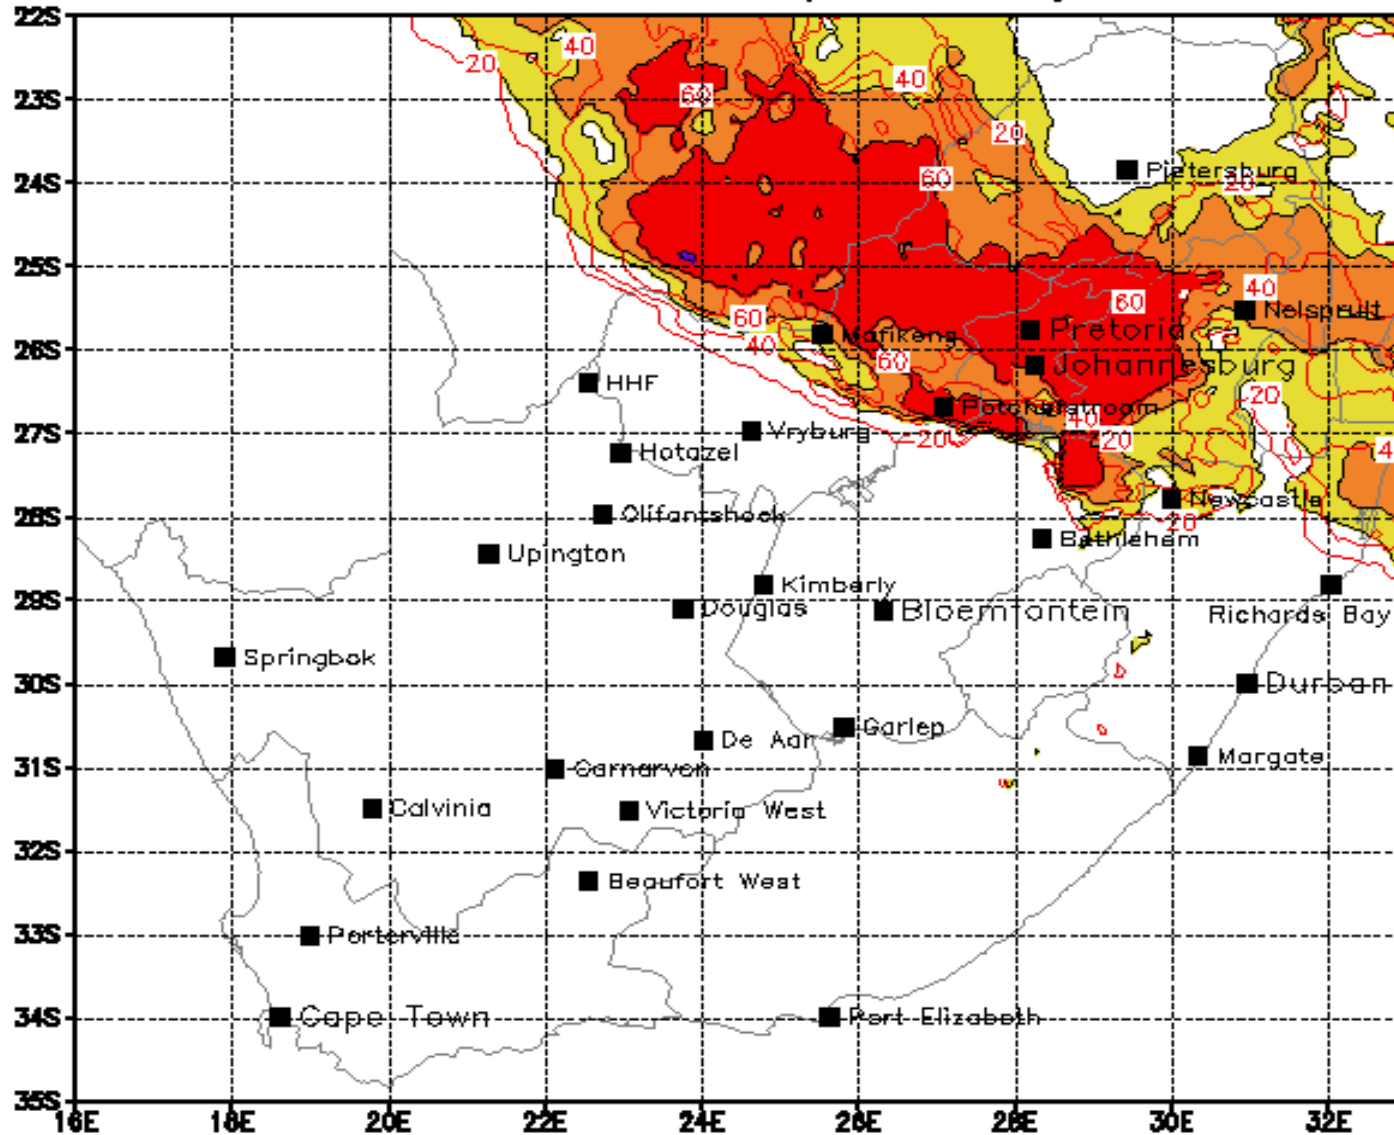 22S
40
20
40
60
23S
20
Pietersburg
60
20
24S
25S
40
60
Nelspruit
60
Pretoria
Mafikeng
40
26S
60
Johannesburg
HHF
20
Potchefstroom
40
Vryburg
20
20
27S
Hotazel
4
Newcastle
Olifantshoek
28S
20
Bethlehem
Upington
Kimberly
29S
Douglas
Bloemfontein
Richards Bay
Springbok
30S
Durban
Gariep
De Aar
Margate
31S
Carnarvon
Calvinia
Victoria West
32S
Beaufort West
33S
Porterville
34S
Cape Town
Port Elizabeth
35S
16E 18E 20E 22E 24E 26E 28E 30E 32E